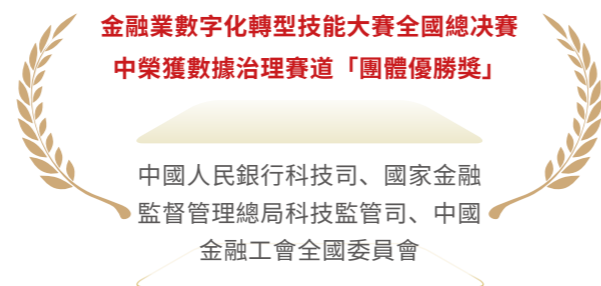 金融業數字化轉型技能大賽全國總決賽
中榮獲數據治理賽道「團體優勝獎」
中國人民銀行科技司、國家金融
監督管理總局科技監管司、中國
金融工會全國委員會